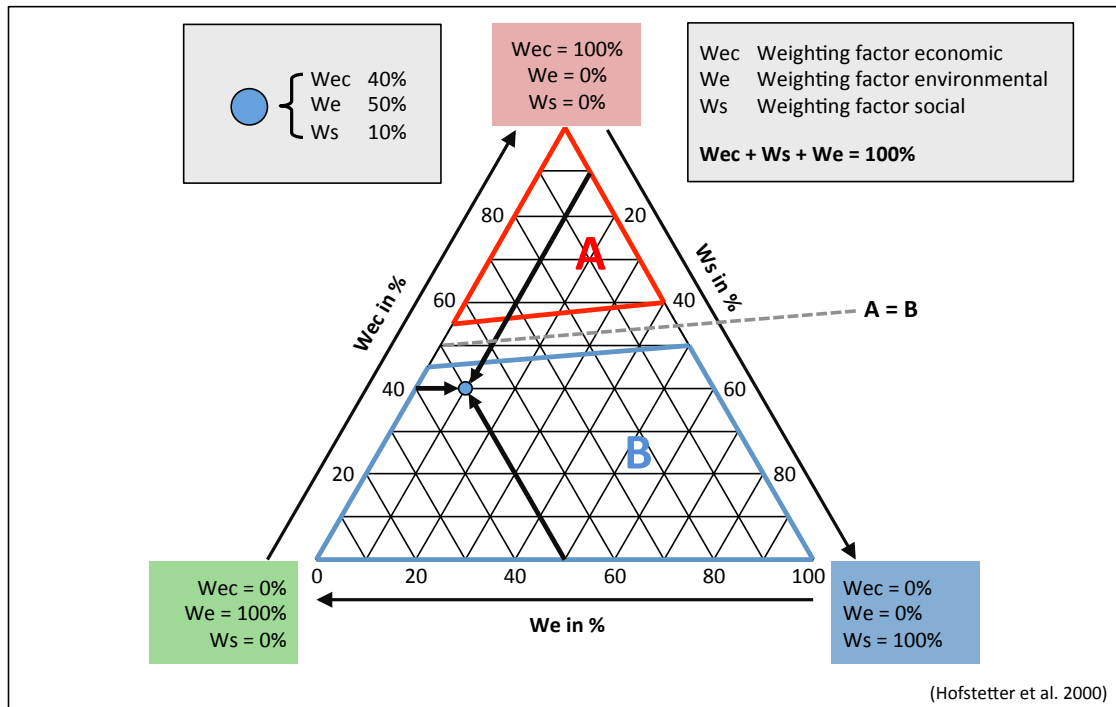 Wec 40%
We 50%
Ws 10%
Wec = 100%
We = 0%
Ws = 0%
Wec Weighting factor economic
We Weighting factor environmental
Ws Weighting factor social
Wec + Ws + We = 100%
80
20
A
Wec in %
Ws in %
60
40
A = B
40
60
B
20
80
0
20
40
60
80
100
We in %
Wec = 0%
We = 100%
Ws = 0%
Wec = 0%
We = 0%
Ws = 100%
(Hofstetter et al. 2000)